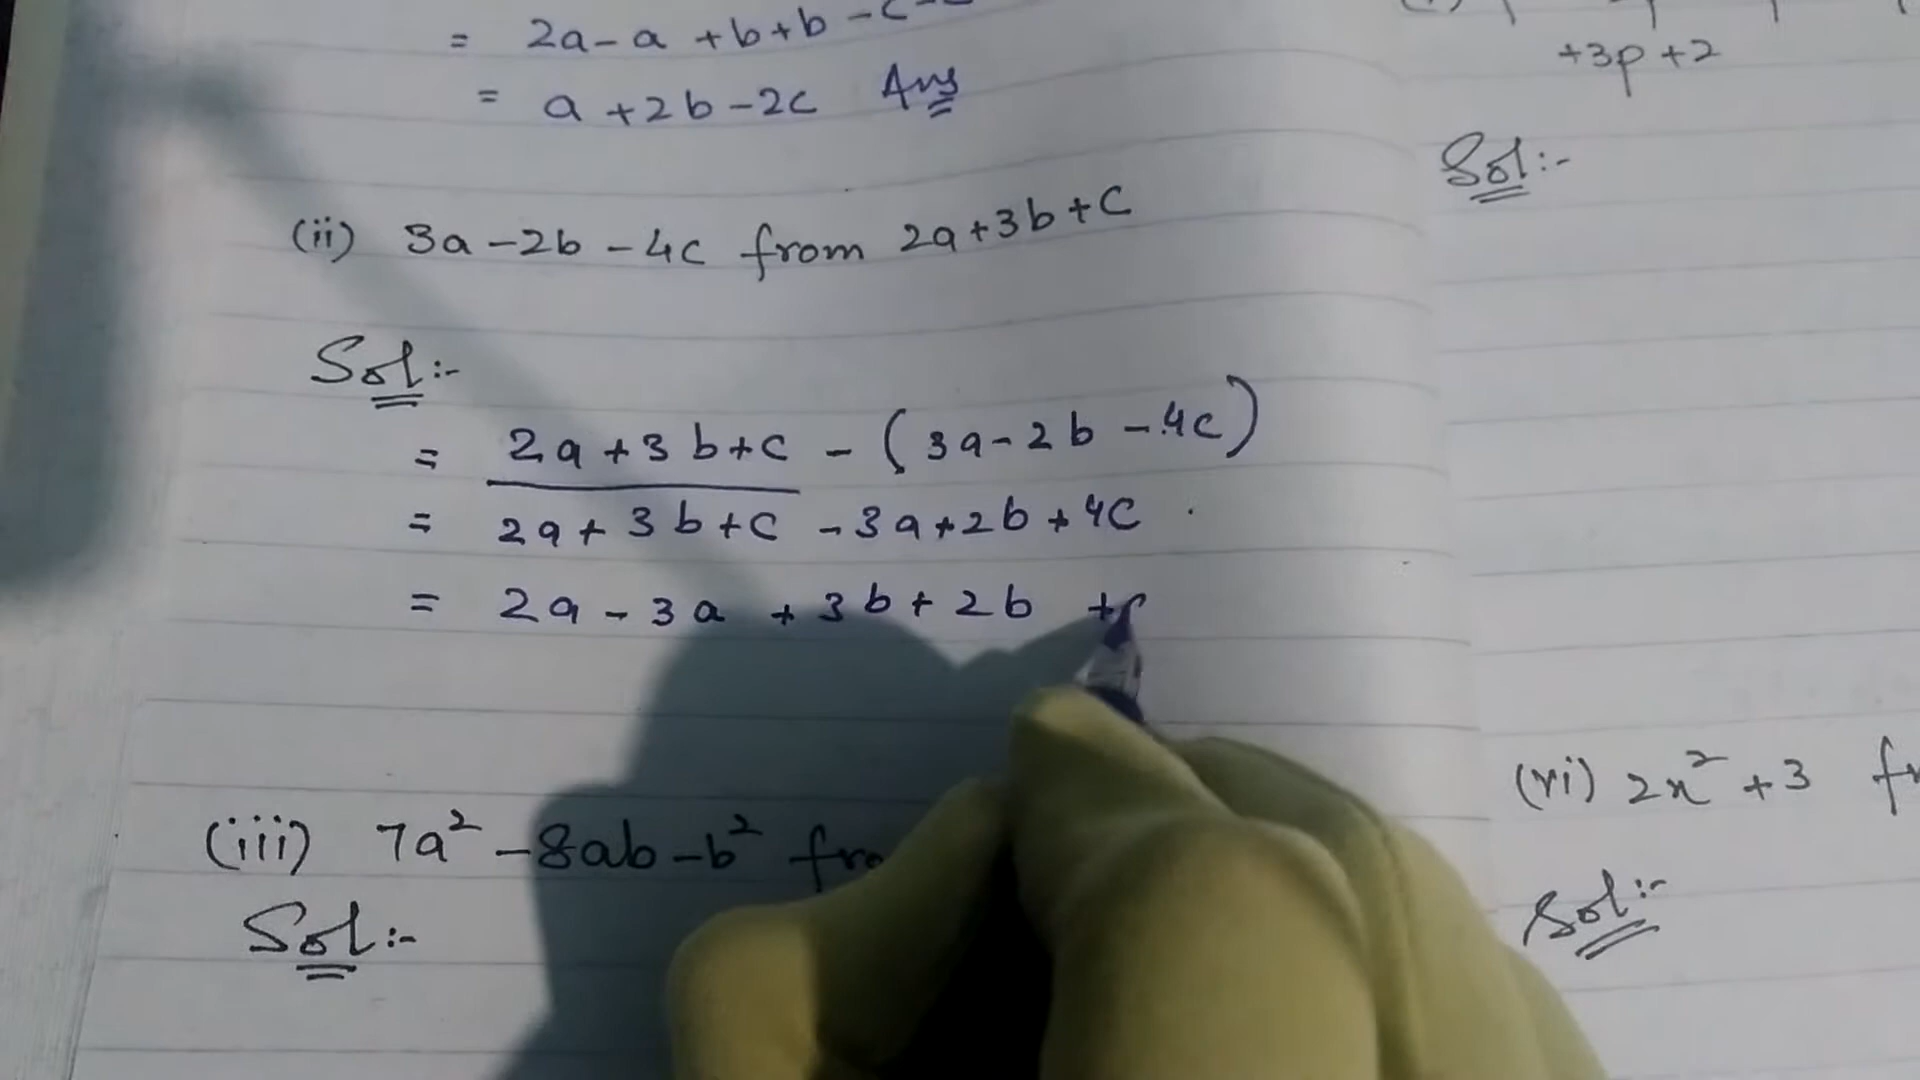 = 2a - a + b + b - c
= a + 2b - 2c Ans
(ii) 3a - 2b - 4c from 2a + 3b + c
Sol :-
= 2a + 3b + c - (3a - 2b - 4c)
= 2a + 3b + c - 3a + 2b + 4c
= 2a - 3a + 3b + 2b + c
(iii) 7a² - 8ab - b²
Sol :-
+3p + 2
Sol :-
(vi) 2x² + 3
Sol :-